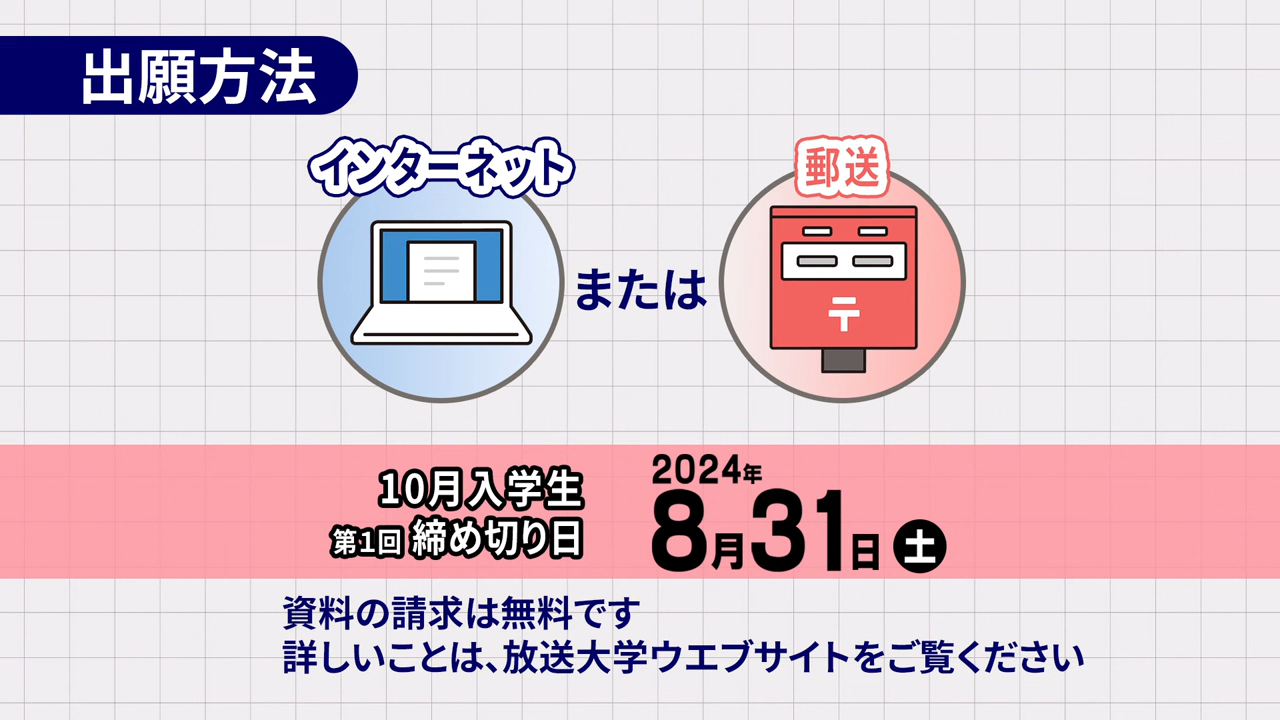 出願方法
インターネット
または
郵送
10月入学生
第1回 締め切り日
2024年
8月31日 土
資料の請求は無料です
詳しいことは、放送大学ウエブサイトをご覧ください